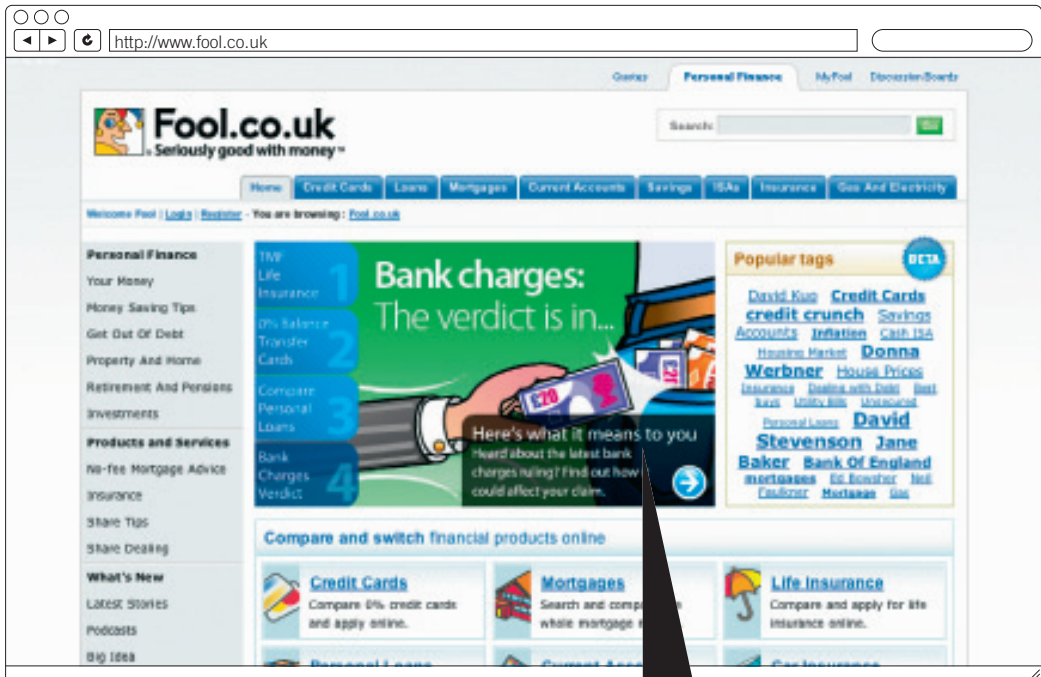 http://www.fool.co.uk
Quotes Personal Finance MyFool Discussion Boards
Fool.co.uk
Seriously good with money™
Search:
Home Credit Cards Loans Mortgages Current Accounts Savings ISAs Insurance Gas And Electricity
Welcome Fool | Login | Register - You are browsing : Fool.co.uk
Personal Finance
Your Money
Money Saving Tips
Get Out Of Debt
Property And Home
Retirement And Pensions
Investments
Products and Services
No-fee Mortgage Advice
Insurance
Share Tips
Share Dealing
What's New
Latest Stories
Podcasts
Big Idea
TMF
Life
Insurance
1
0% Balance
Transfer
Cards
2
Compare
Personal
Loans
3
Bank
Charges
Verdict
4
Bank charges:
The verdict is in...
£20
£20
Here's what it means to you
Heard about the latest bank
charges ruling? Find out how
could affect your claim.
Popular tags
BETA
David Kuo Credit Cards
credit crunch Savings
Accounts Inflation Cash ISA
Housing Market Donna
Werbner House Prices
Insurance Dealing with Debt Best
buys Utility Bills Unsecured
Personal Loans David
Stevenson Jane
Baker Bank Of England
mortgages Ed Bowsher Neil
Faulkner Mortgage Gas
Compare and switch financial products online
Credit Cards
Compare 0% credit cards
and apply online.
Mortgages
Search and
whole mortgage
Life Insurance
Compare and apply for life
insurance online.
Personal Loans
Current
Car Insurance